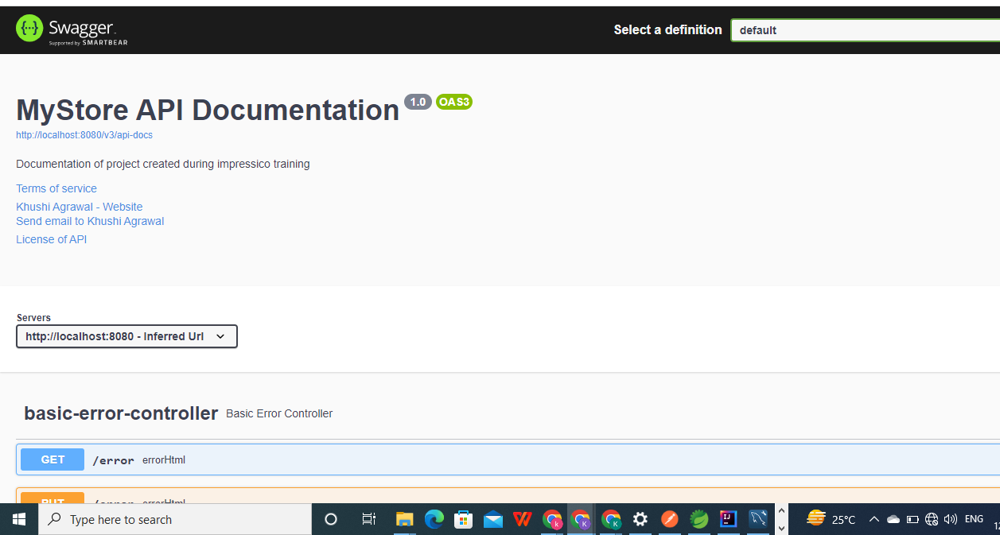 Swagger
Supported by SMARTBEAR
Select a definition
default
MyStore API Documentation 1.0 OAS3
http://localhost:8080/v3/api-docs
Documentation of project created during impressico training
Terms of service
Khushi Agrawal - Website
Send email to Khushi Agrawal
License of API
Servers
http://localhost:8080 - Inferred Url
basic-error-controller Basic Error Controller
GET /error errorHtml
PUT /error errorHtml
Type here to search
25°C
ENG